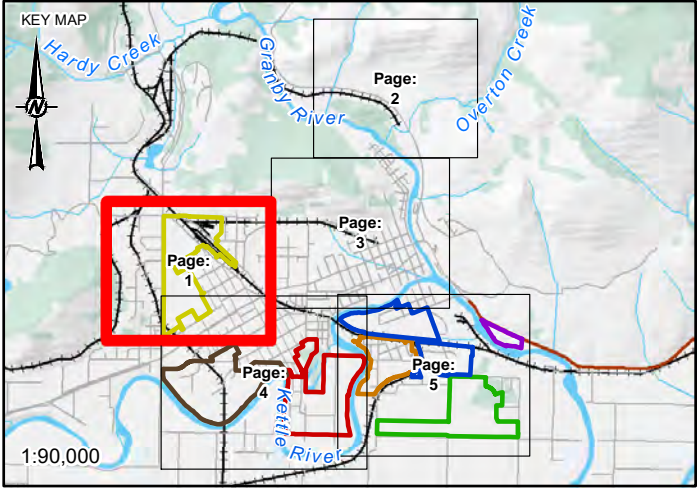 KEY MAP
Hardy Creek
N
Granby River
Page:
2
Overton Creek
Page:
3
Page:
1
Page:
4
Page:
5
Kettle River
1:90,000